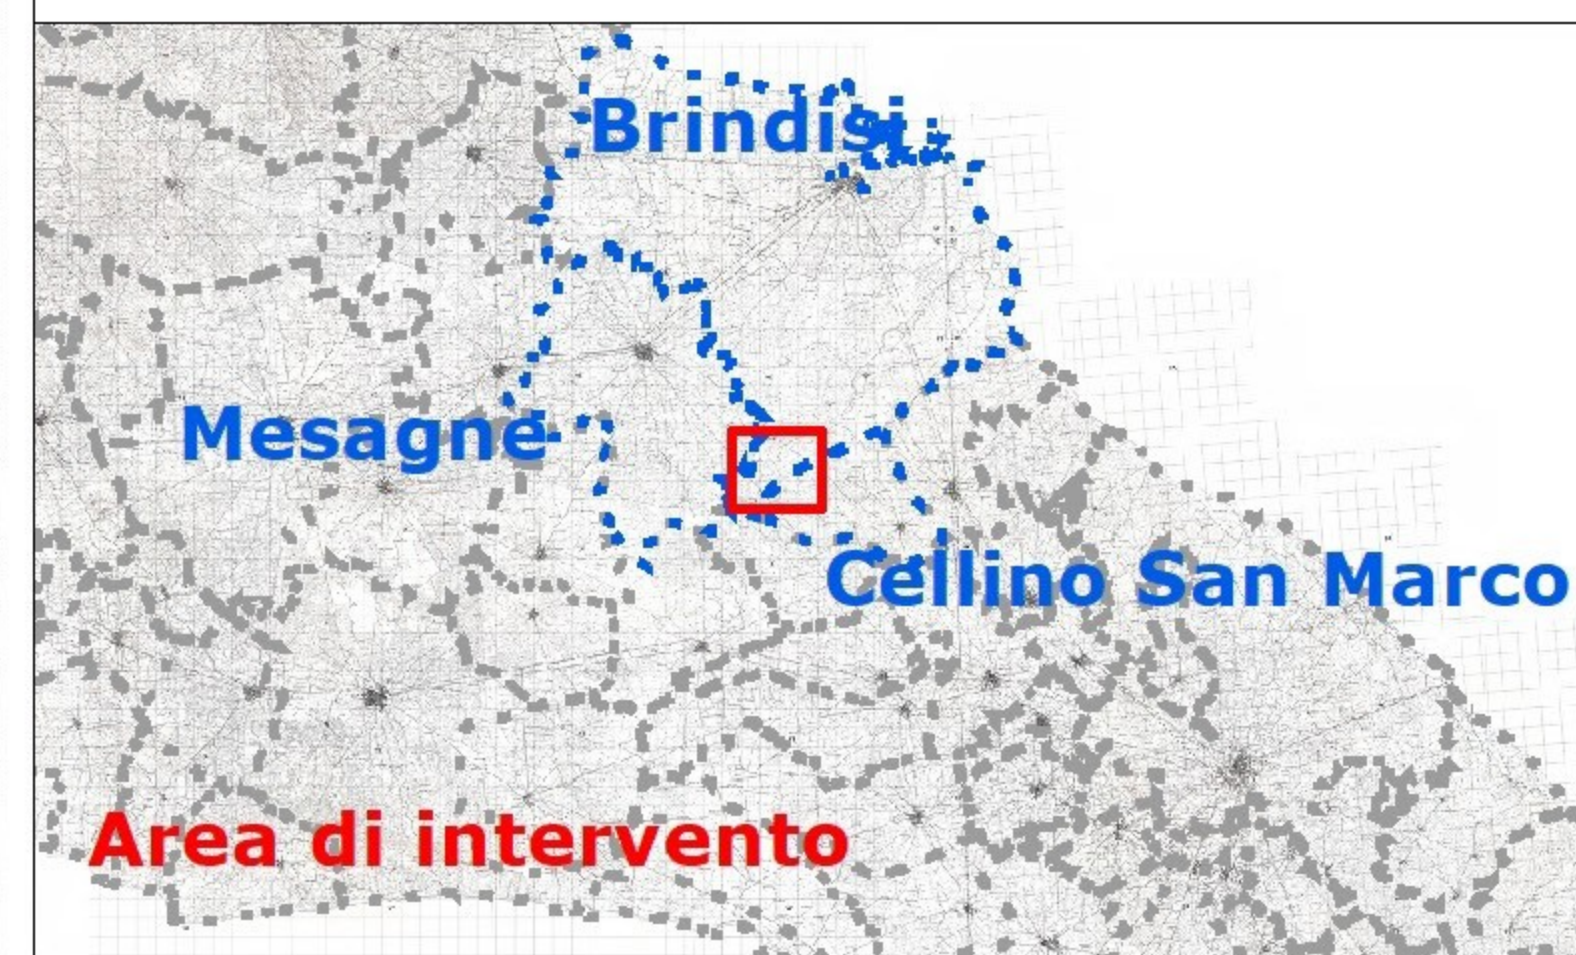 Brindisi
Mesagne
Cellino San Marco
Area di intervento